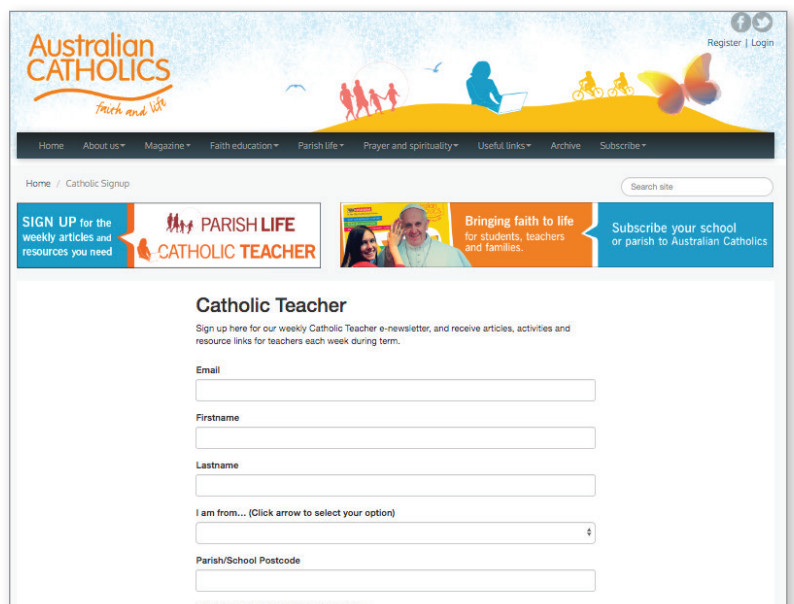 Australian
CATHOLICS
faith and life
Register | Login
Home About us Magazine Faith education Parish life Prayer and spirituality Useful links Archive Subscribe
Home / Catholic Signup
Search site
SIGN UP for the
weekly articles and
resources you need
PARISH LIFE
CATHOLIC TEACHER
Bringing faith to life
for students, teachers
and families.
Subscribe your school
or parish to Australian Catholics
Catholic Teacher
Sign up here for our weekly Catholic Teacher e-newsletter, and receive articles, activities and
resource links for teachers each week during term.
Email
Firstname
Lastname
I am from... (Click arrow to select your option)
Parish/School Postcode